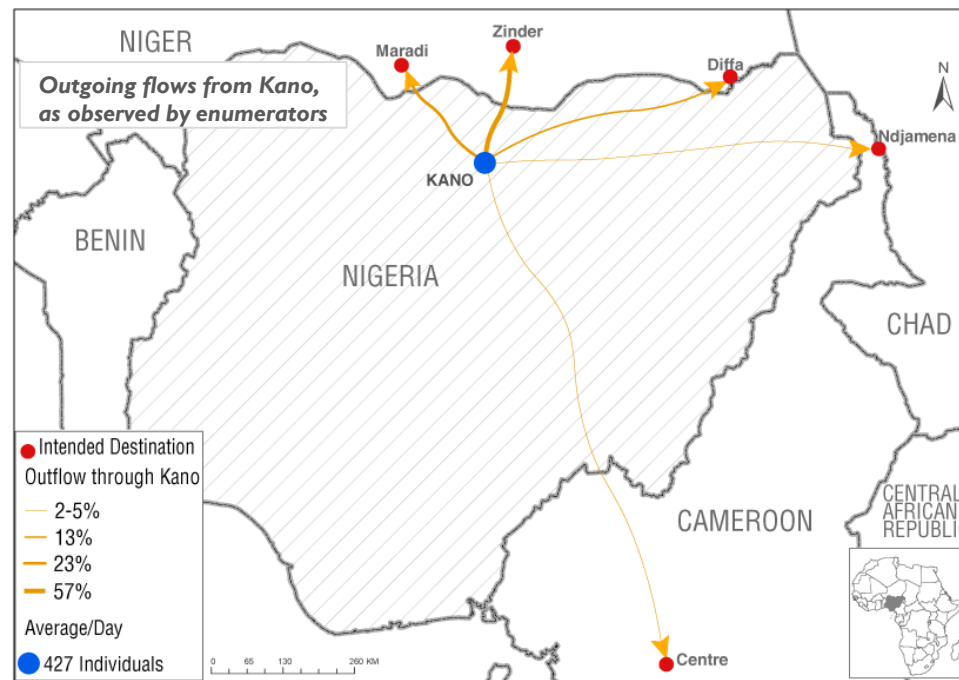 NIGER
Zinder
Maradi
Diffa
Outgoing flows from Kano,
as observed by enumerators
N
Ndjamena
KANO
BENIN
NIGERIA
CHAD
Intended Destination
Outflow through Kano
2-5%
13%
23%
57%
Average/Day
427 Individuals
CAMEROON
CENTRAL
AFRICAN
REPUBLIC
0 65 130 260 KM
Centre